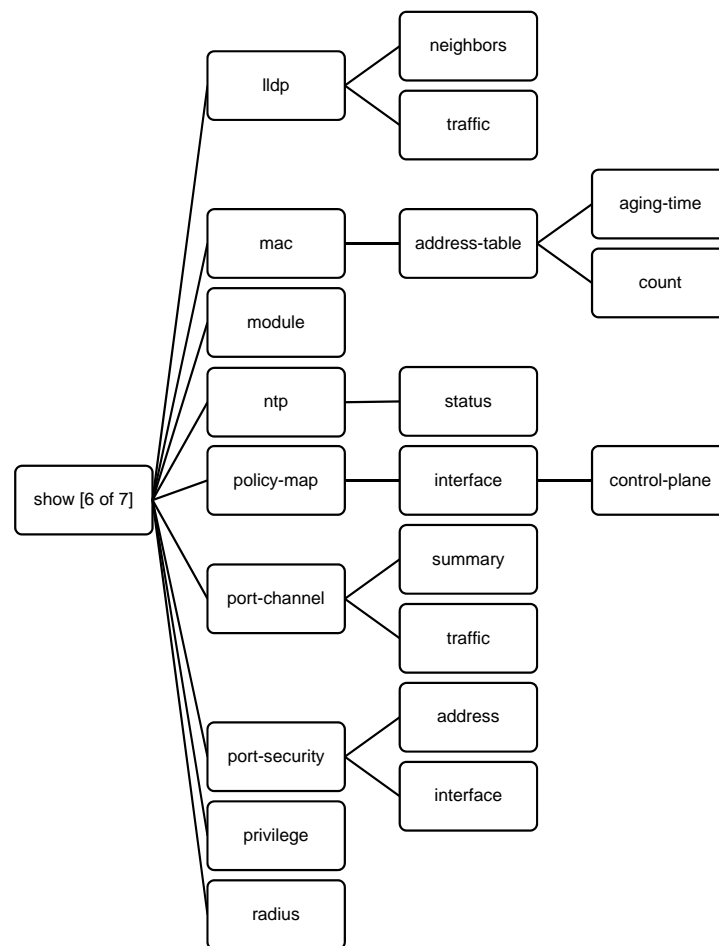 neighbors
lldp
traffic
aging-time
mac
address-table
count
module
ntp
status
policy-map
interface
control-plane
show [6 of 7]
summary
port-channel
traffic
address
port-security
interface
privilege
radius